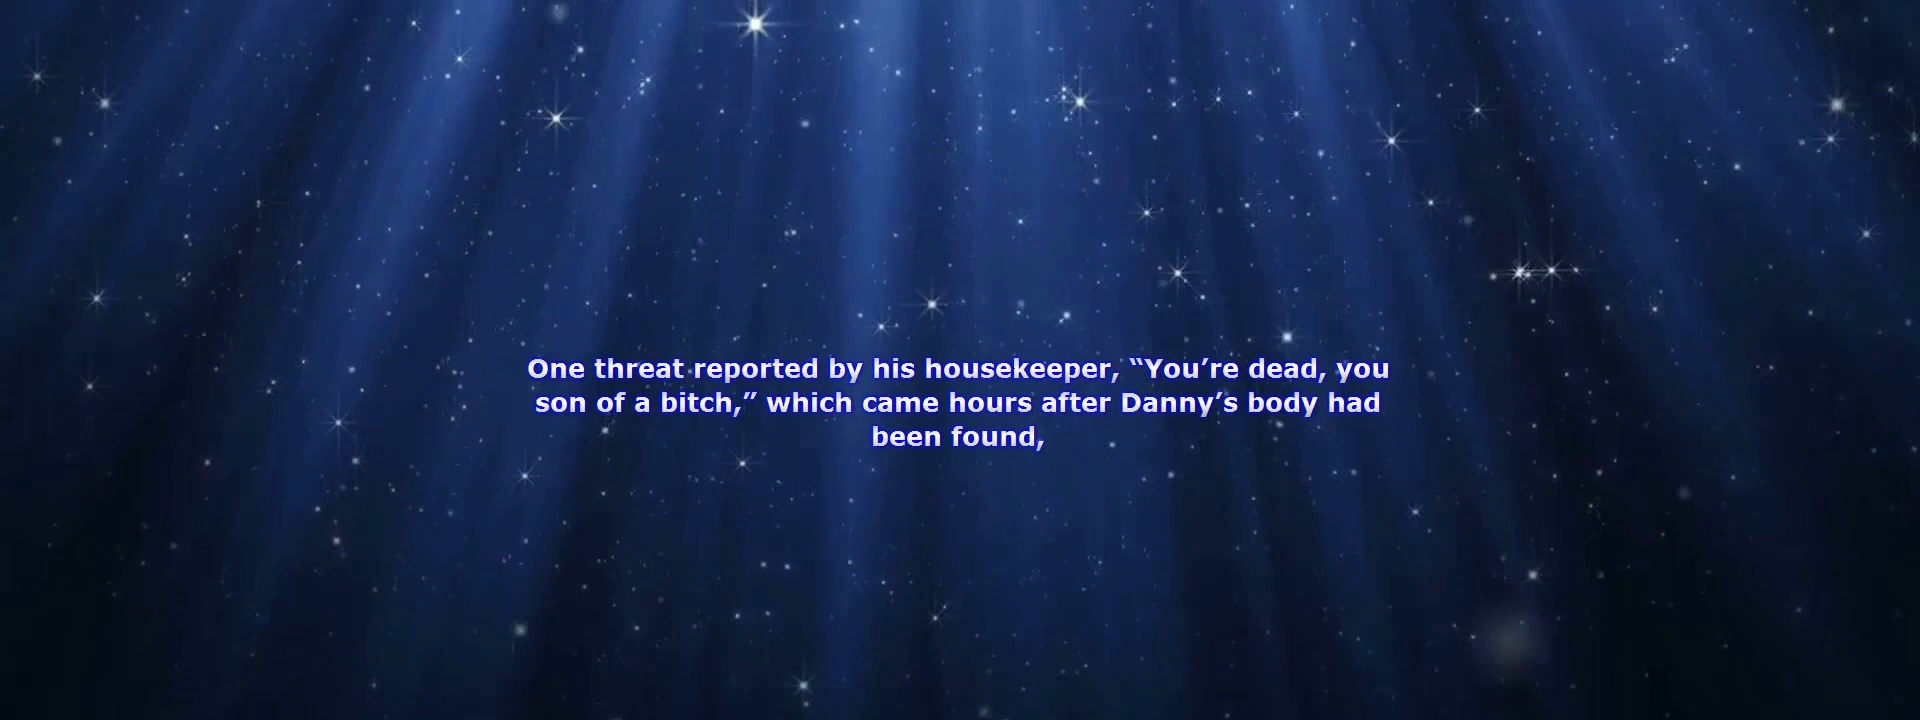 One threat reported by his housekeeper, “You’re dead, you
son of a bitch,” which came hours after Danny’s body had
been found,